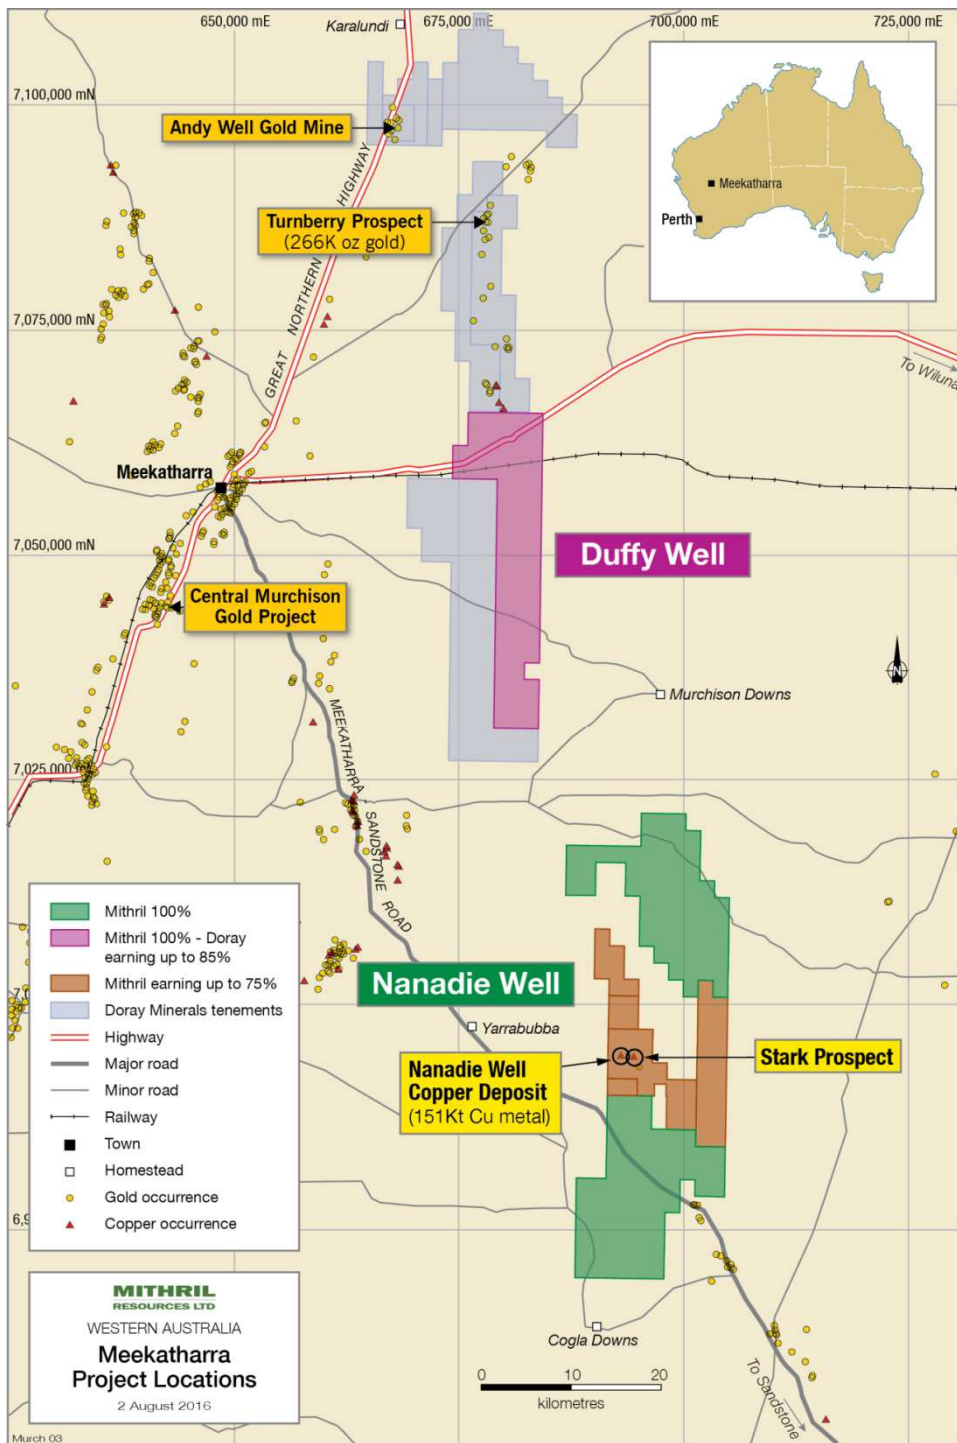 650,000 mE
675,000 mE
700,000 mE
725,000 mE
Karalundi
7,100,000 mN
Andy Well Gold Mine
GREAT NORTHERN HIGHWAY
Turnberry Prospect
(266K oz gold)
Meekatharra
Perth
7,075,000 mN
To Wiluna
Meekatharra
7,050,000 mN
Duffy Well
Central Murchison
Gold Project
N
Murchison Downs
MEEKATHARRA - SANDSTONE ROAD
7,025,000 mN
Mithril 100%
Mithril 100% - Doray
earning up to 85%
Mithril earning up to 75%
Doray Minerals tenements
Highway
Major road
Minor road
Railway
Town
Homestead
Gold occurrence
Copper occurrence
7,0
6,9
Nanadie Well
Yarrabubba
Nanadie Well
Copper Deposit
(151Kt Cu metal)
Stark Prospect
MITHRIL
RESOURCES LTD
WESTERN AUSTRALIA
Meekatharra
Project Locations
2 August 2016
Cogla Downs
0 10 20
kilometres
To Sandstone
Murch 03